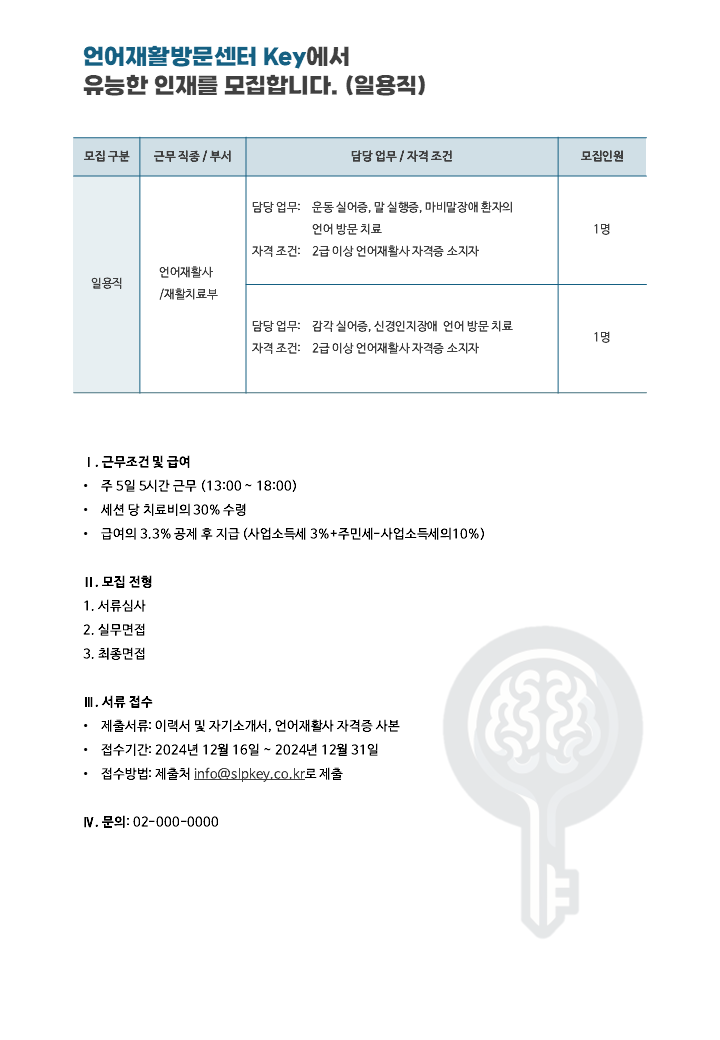 언어재활방문센터 Key에서
유능한 인재를 모집합니다. (일용직)
모집 구분 근무 직종 / 부서 담당 업무 / 자격 조건 모집인원
일용직
언어재활사
/재활치료부
담당 업무: 운동 실어증, 말 실행증, 마비말장애 환자의
언어 방문 치료
자격 조건: 2급 이상 언어재활사 자격증 소지자
1명
담당 업무: 감각 실어증, 신경인지장애 언어 방문 치료
자격 조건: 2급 이상 언어재활사 자격증 소지자
1명
Ⅰ. 근무조건 및 급여
• 주 5일 5시간 근무 (13:00 ~ 18:00)
• 세션 당 치료비의 30% 수령
• 급여의 3.3% 공제 후 지급 (사업소득세 3%+주민세-사업소득세의10%)
Ⅱ. 모집 전형
1. 서류심사
2. 실무면접
3. 최종면접
Ⅲ. 서류 접수
• 제출서류: 이력서 및 자기소개서, 언어재활사 자격증 사본
• 접수기간: 2024년 12월 16일 ~ 2024년 12월 31일
• 접수방법: 제출처 info@slpkey.co.kr로 제출
Ⅳ. 문의: 02-000-0000